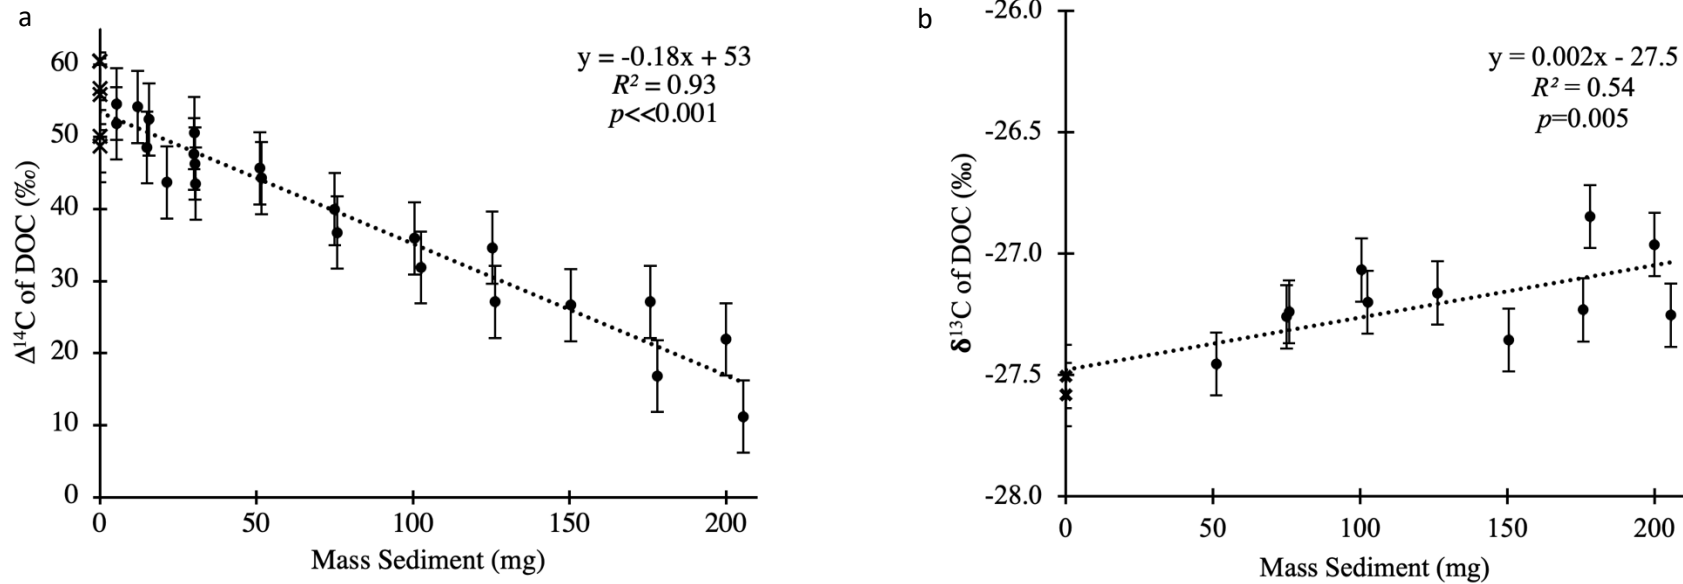 a
y = -0.18x + 53
R² = 0.93
p<<0.001
60
50
40
30
20
10
0
Δ¹⁴C of DOC (‰)
0 50 100 150 200
Mass Sediment (mg)
b
y = 0.002x - 27.5
R² = 0.54
p=0.005
-26.0
-26.5
-27.0
-27.5
-28.0
δ¹³C of DOC (‰)
0 50 100 150 200
Mass Sediment (mg)